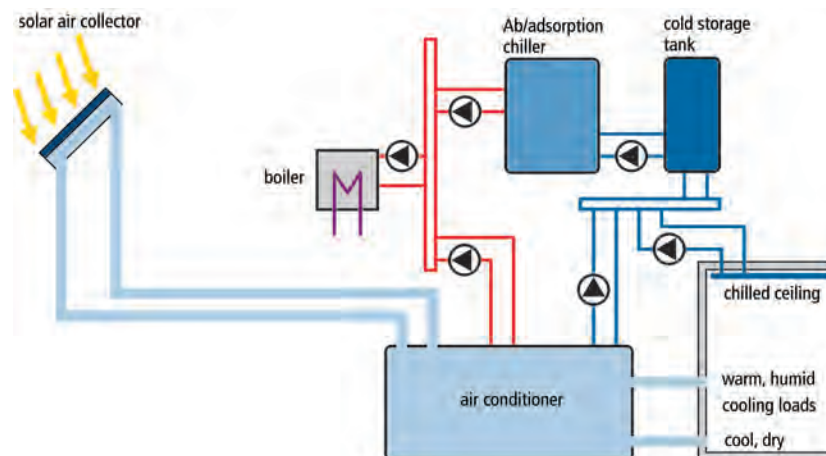 solar air collector
Ab/adsorption
chiller
cold storage
tank
boiler
chilled ceiling
air conditioner
warm, humid
cooling loads
cool, dry